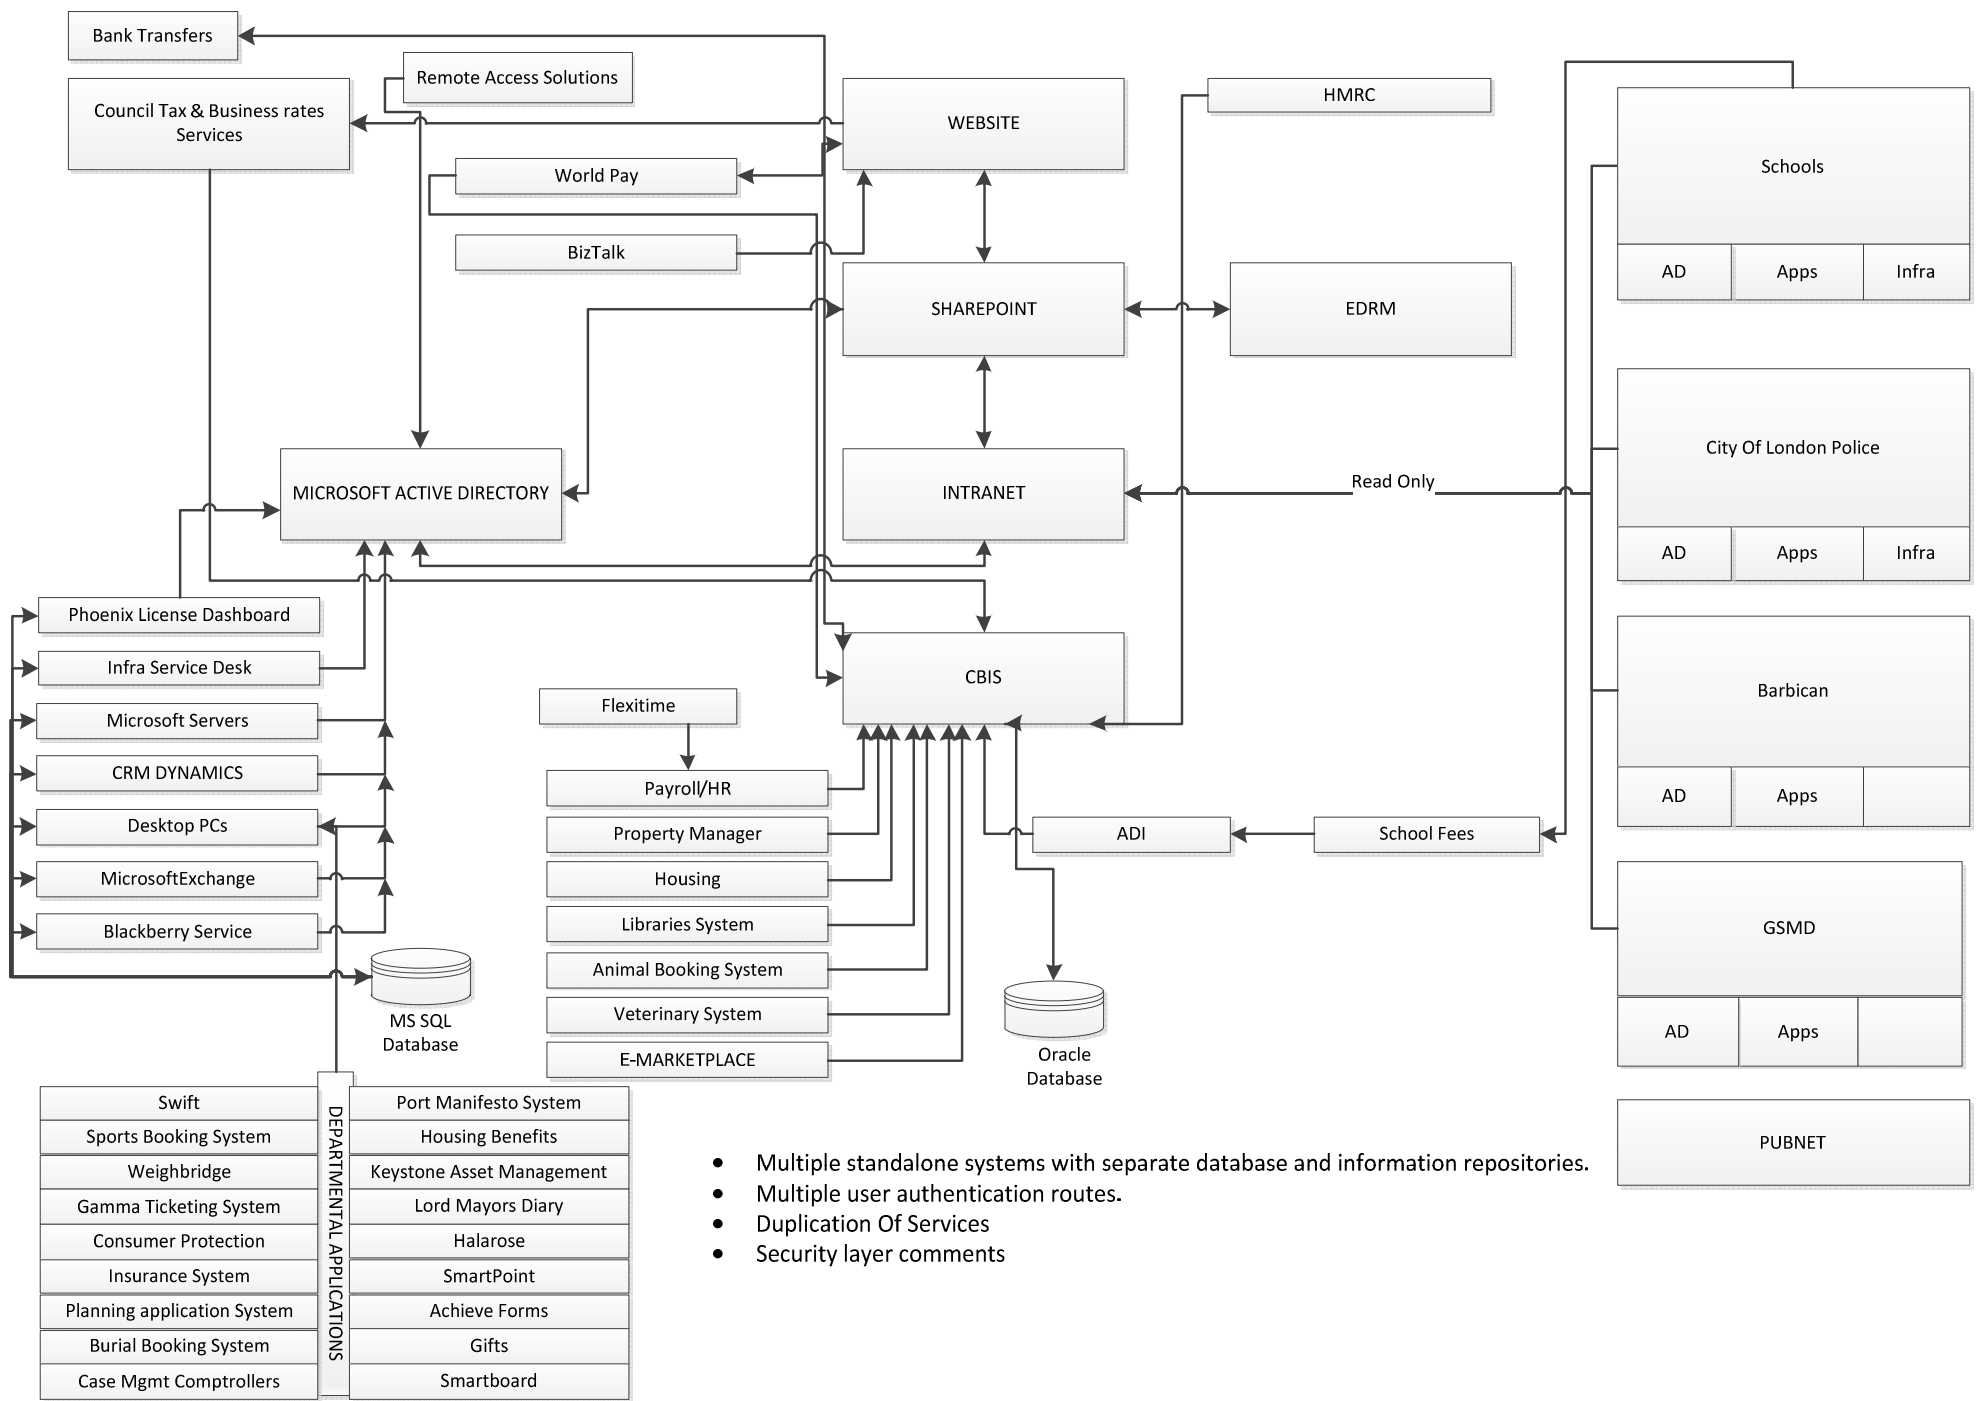 Bank Transfers
Remote Access Solutions
Council Tax & Business rates
Services
WEBSITE
HMRC
World Pay
BizTalk
SHAREPOINT
EDRM
Schools
AD
Apps
Infra
MICROSOFT ACTIVE DIRECTORY
INTRANET
Read Only
City Of London Police
AD
Apps
Infra
Phoenix License Dashboard
Infra Service Desk
Microsoft Servers
CRM DYNAMICS
Desktop PCs
MicrosoftExchange
Blackberry Service
MS SQL
Database
CBIS
Flexitime
Payroll/HR
Property Manager
Housing
Libraries System
Animal Booking System
Veterinary System
E-MARKETPLACE
ADI
School Fees
Oracle
Database
Barbican
AD
Apps
GSMD
AD
Apps
PUBNET
DEPARTMENTAL APPLICATIONS
Swift
Sports Booking System
Weighbridge
Gamma Ticketing System
Consumer Protection
Insurance System
Planning application System
Burial Booking System
Case Mgmt Comptrollers
Port Manifesto System
Housing Benefits
Keystone Asset Management
Lord Mayors Diary
Halarose
SmartPoint
Achieve Forms
Gifts
Smartboard
• Multiple standalone systems with separate database and information repositories.
• Multiple user authentication routes.
• Duplication Of Services
• Security layer comments